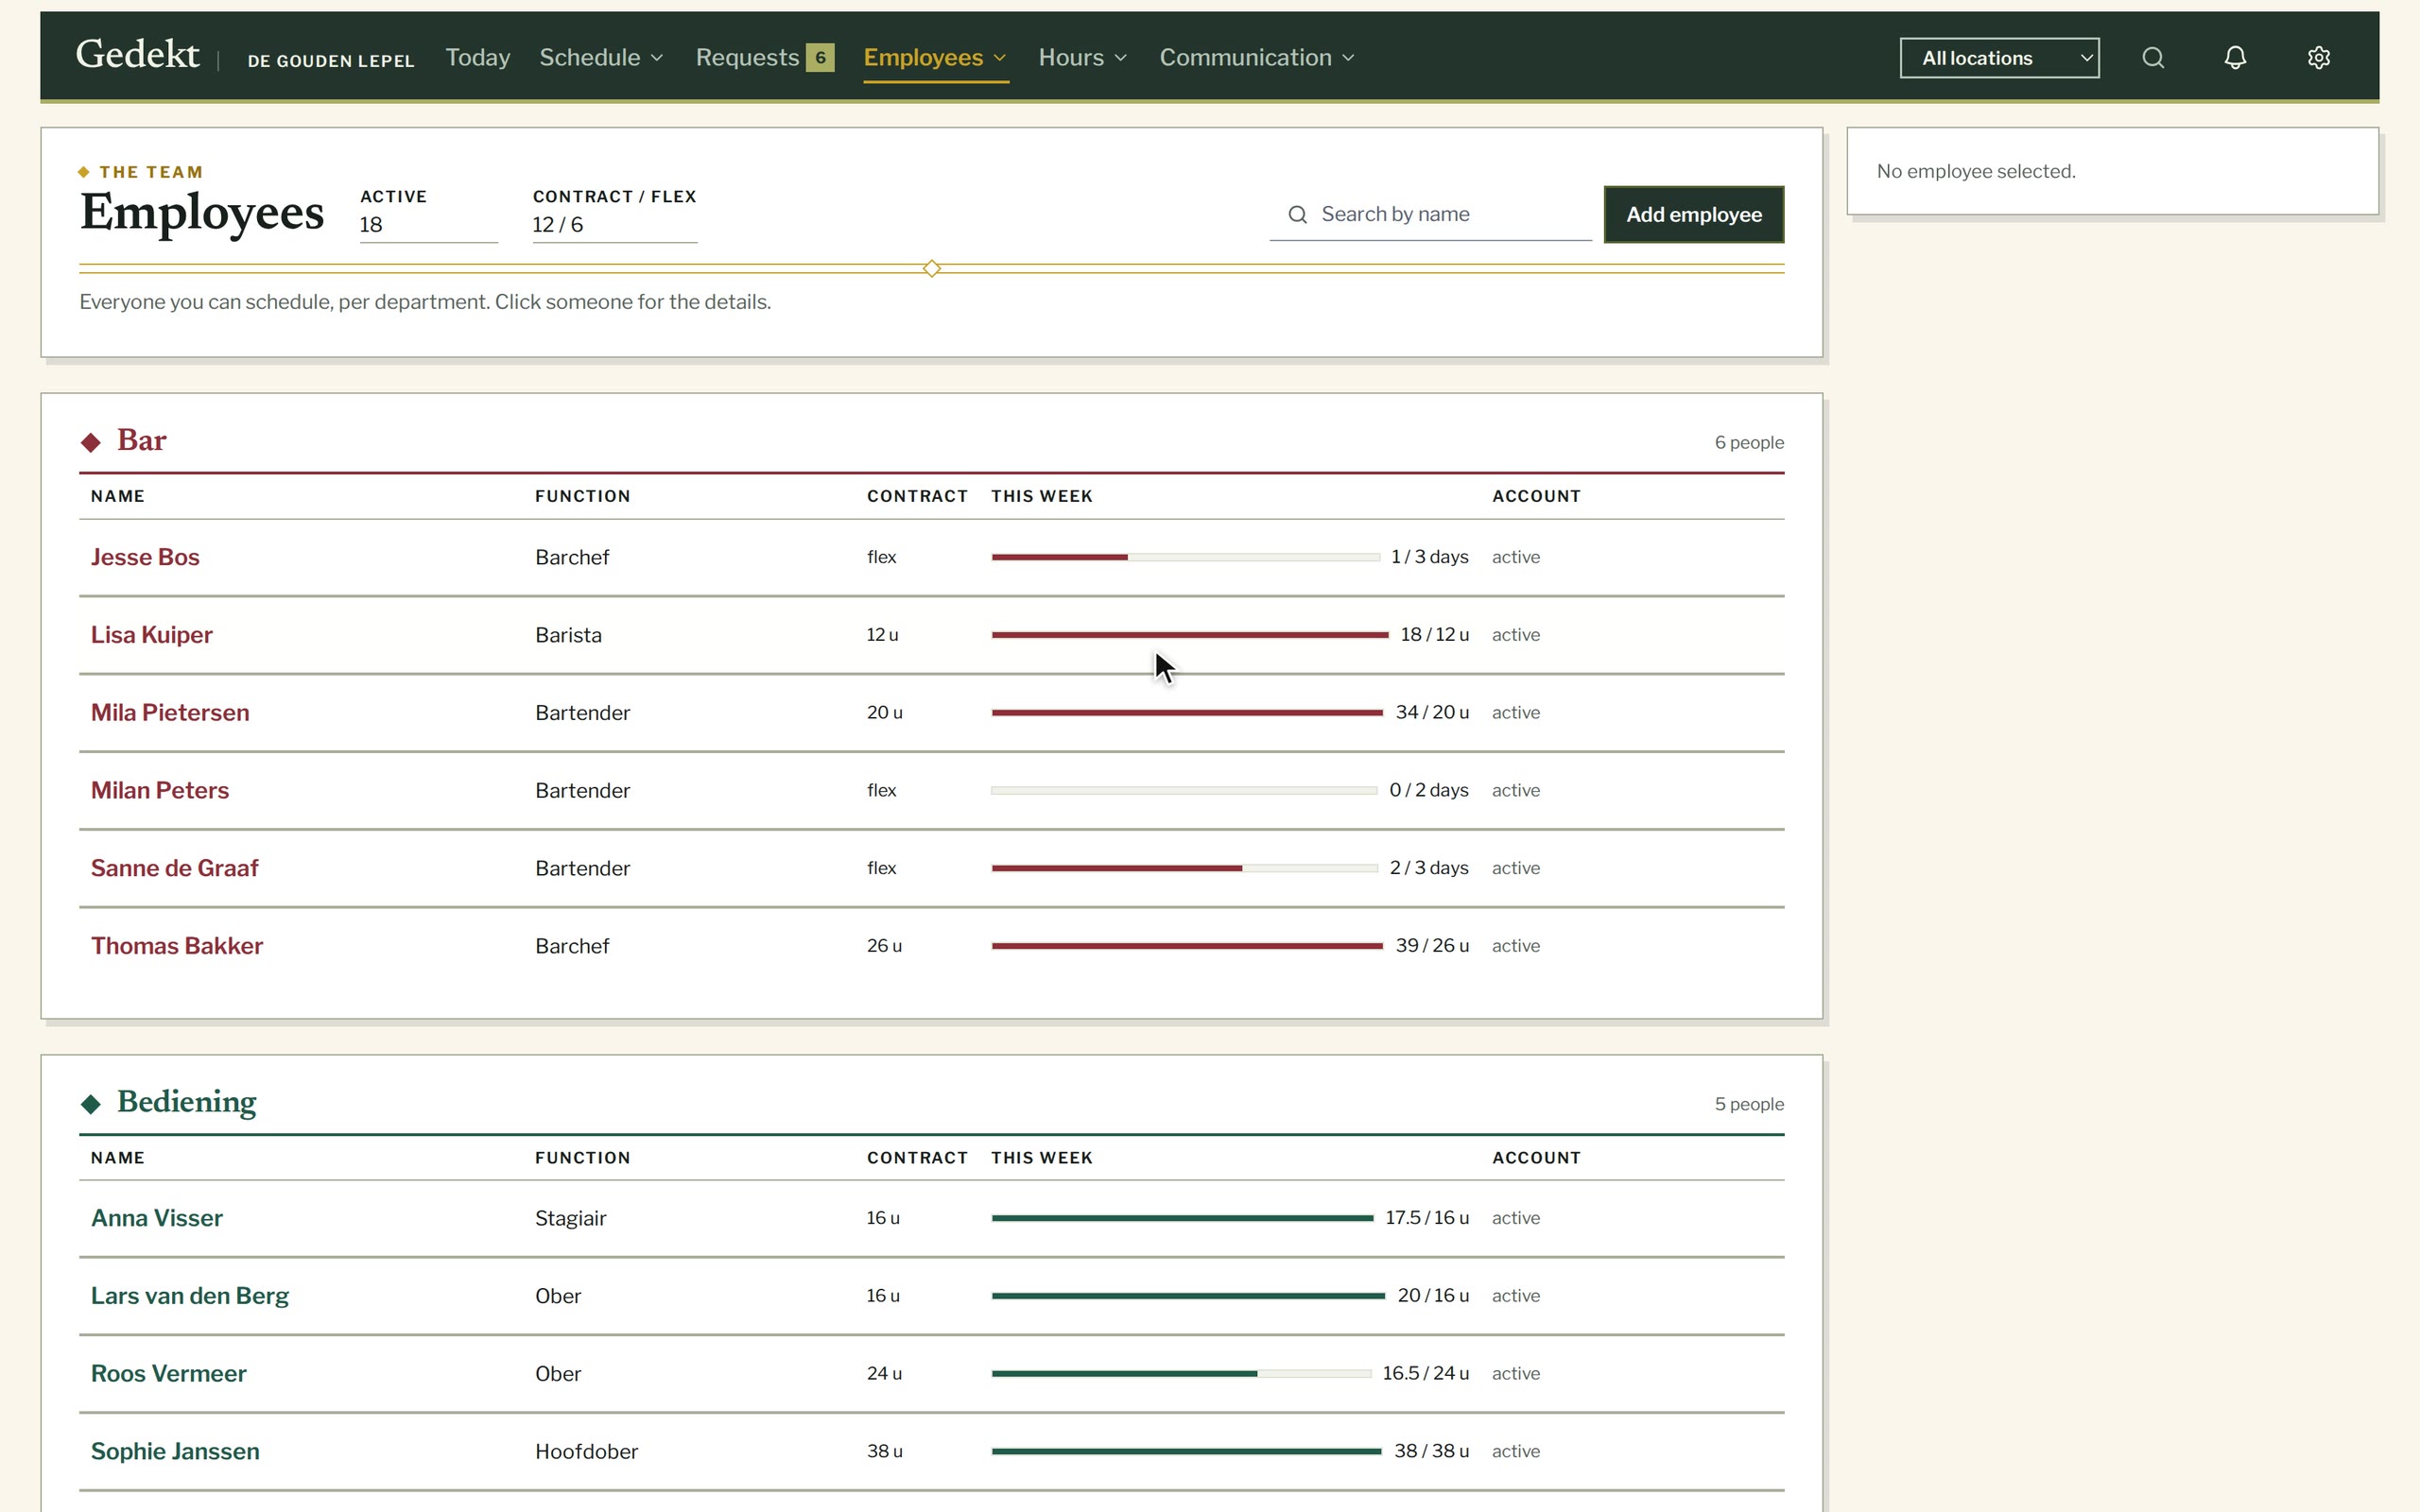 Gedekt | DE GOUDEN LEPEL Today Schedule Requests 6 Employees Hours Communication All locations
THE TEAM
Employees
ACTIVE
18
CONTRACT / FLEX
12 / 6
Search by name
Add employee
Everyone you can schedule, per department. Click someone for the details.
No employee selected.
Bar 6 people
NAME FUNCTION CONTRACT THIS WEEK ACCOUNT
Jesse Bos Barchef flex 1 / 3 days active
Lisa Kuiper Barista 12 u 18 / 12 u active
Mila Pietersen Bartender 20 u 34 / 20 u active
Milan Peters Bartender flex 0 / 2 days active
Sanne de Graaf Bartender flex 2 / 3 days active
Thomas Bakker Barchef 26 u 39 / 26 u active
Bediening 5 people
NAME FUNCTION CONTRACT THIS WEEK ACCOUNT
Anna Visser Stagiair 16 u 17.5 / 16 u active
Lars van den Berg Ober 16 u 20 / 16 u active
Roos Vermeer Ober 24 u 16.5 / 24 u active
Sophie Janssen Hoofdober 38 u 38 / 38 u active